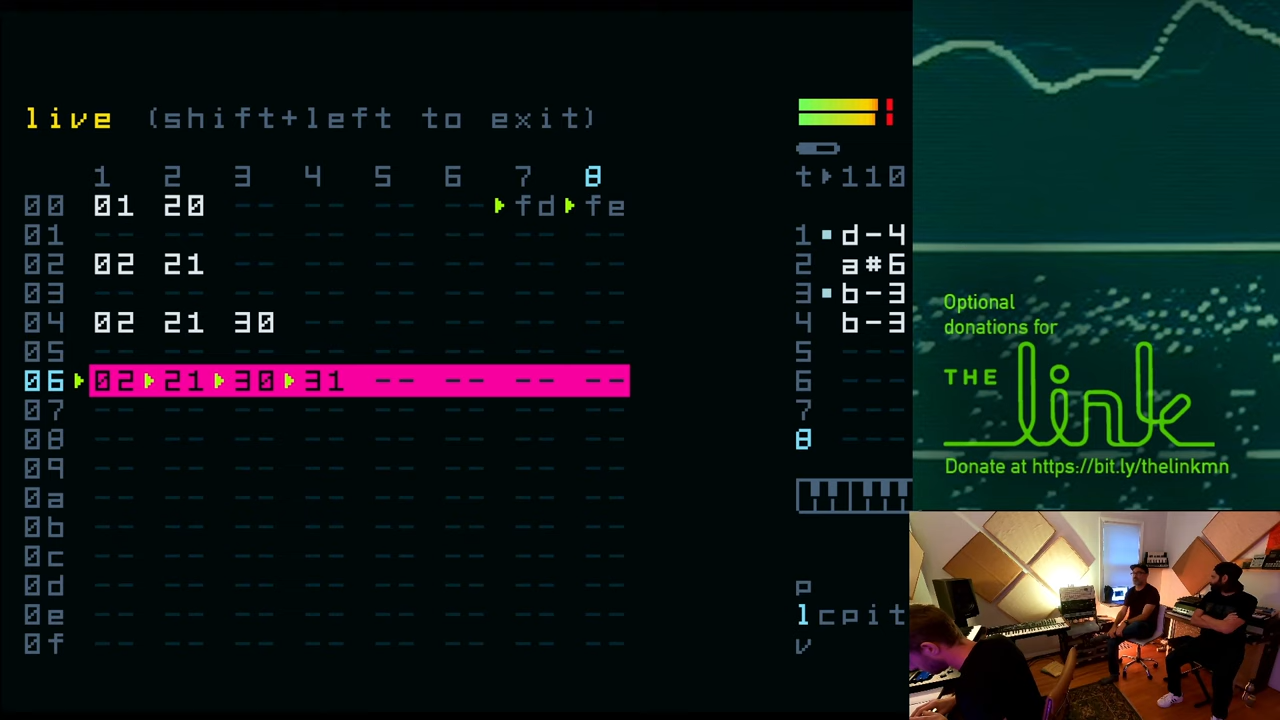 live (shift+left to exit)
1 2 3 4 5 6 7 8
00 01 20 -- -- -- -- fd fe
01 -- -- -- -- -- -- -- --
02 02 21 -- -- -- -- -- --
03 -- -- -- -- -- -- -- --
04 02 21 30 -- -- -- -- --
05 -- -- -- -- -- -- -- --
06 02 21 30 31 -- -- -- --
07 -- -- -- -- -- -- -- --
08 -- -- -- -- -- -- -- --
09 -- -- -- -- -- -- -- --
0a -- -- -- -- -- -- -- --
0b -- -- -- -- -- -- -- --
0c -- -- -- -- -- -- -- --
0d -- -- -- -- -- -- -- --
0e -- -- -- -- -- -- -- --
0f -- -- -- -- -- -- -- --
t 110
1 d-4
2 a#6
3 b-3
4 b-3
5 ---
6 ---
7 ---
8 ---
p
lcpit
v
Optional
donations for
THE link
Donate at https://bit.ly/thelinkmn